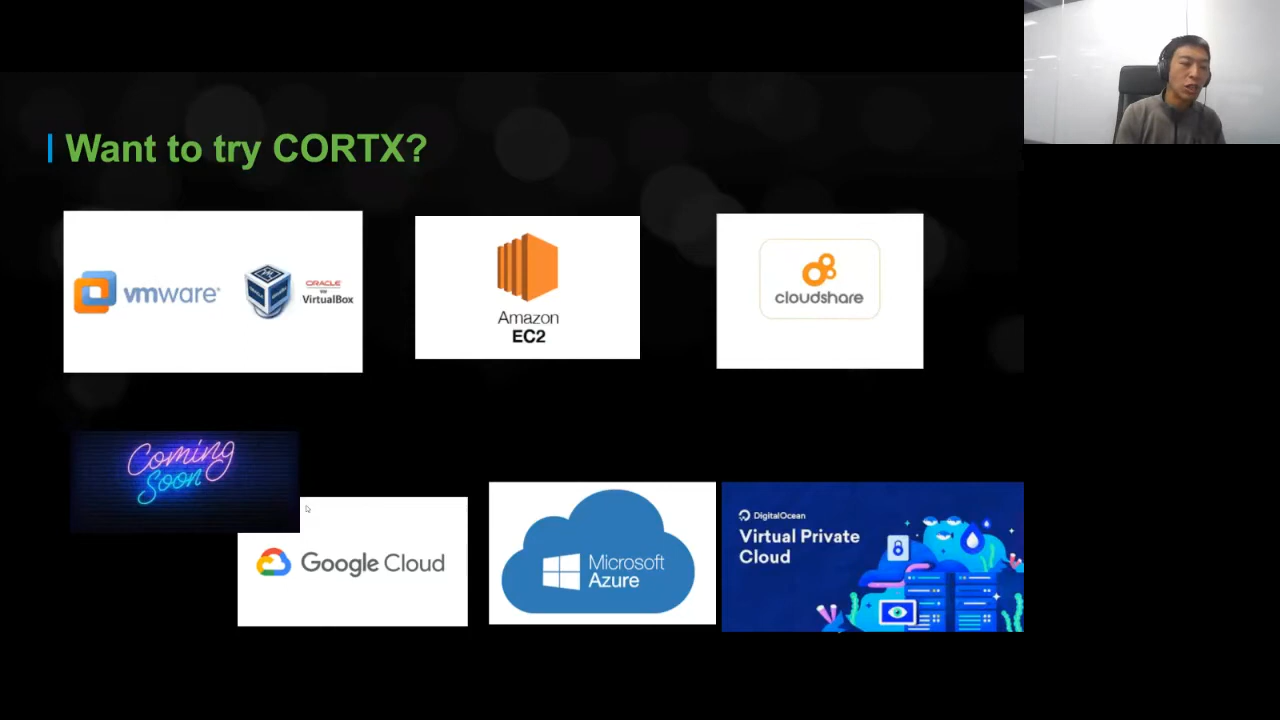 Want to try CORTX?
vmware
ORACLE
VirtualBox
Amazon
EC2
cloudshare
Coming
Soon
Google Cloud
Microsoft
Azure
DigitalOcean
Virtual Private
Cloud